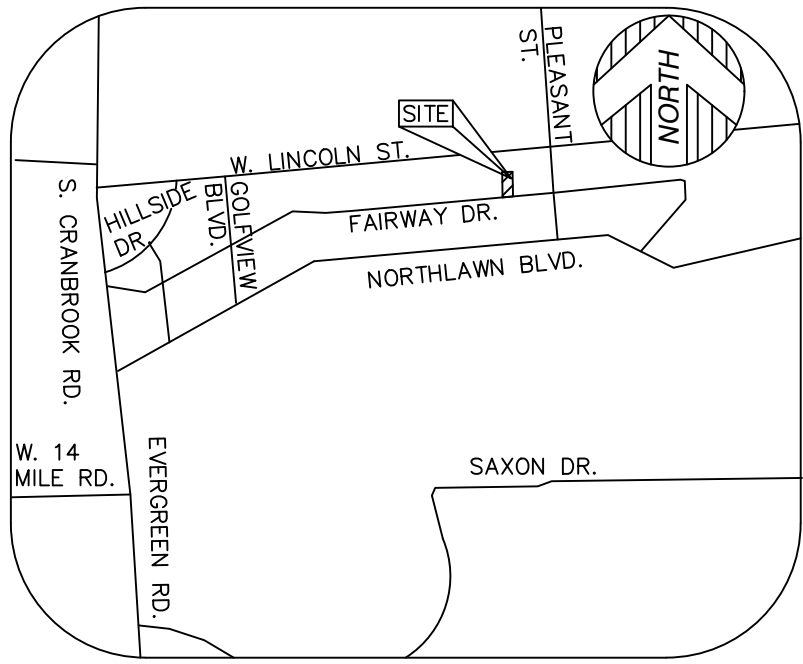 PLEASANT
ST.
NORTH
SITE
W. LINCOLN ST.
HILLSIDE
DR.
GOLFVIEW
BLVD.
FAIRWAY DR.
NORTHLAWN BLVD.
S. CRANBROOK RD.
W. 14
MILE RD.
EVERGREEN RD.
SAXON DR.